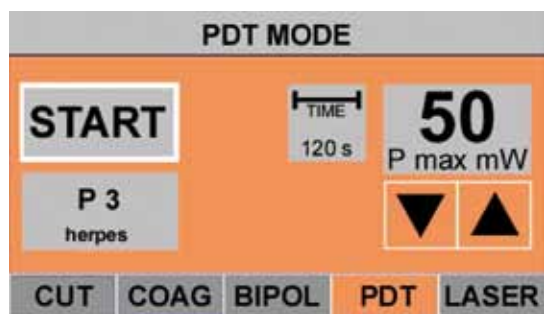 PDT MODE
START
TIME
120 s
50
P max mW
P 3
herpes
CUT COAG BIPOL PDT LASER